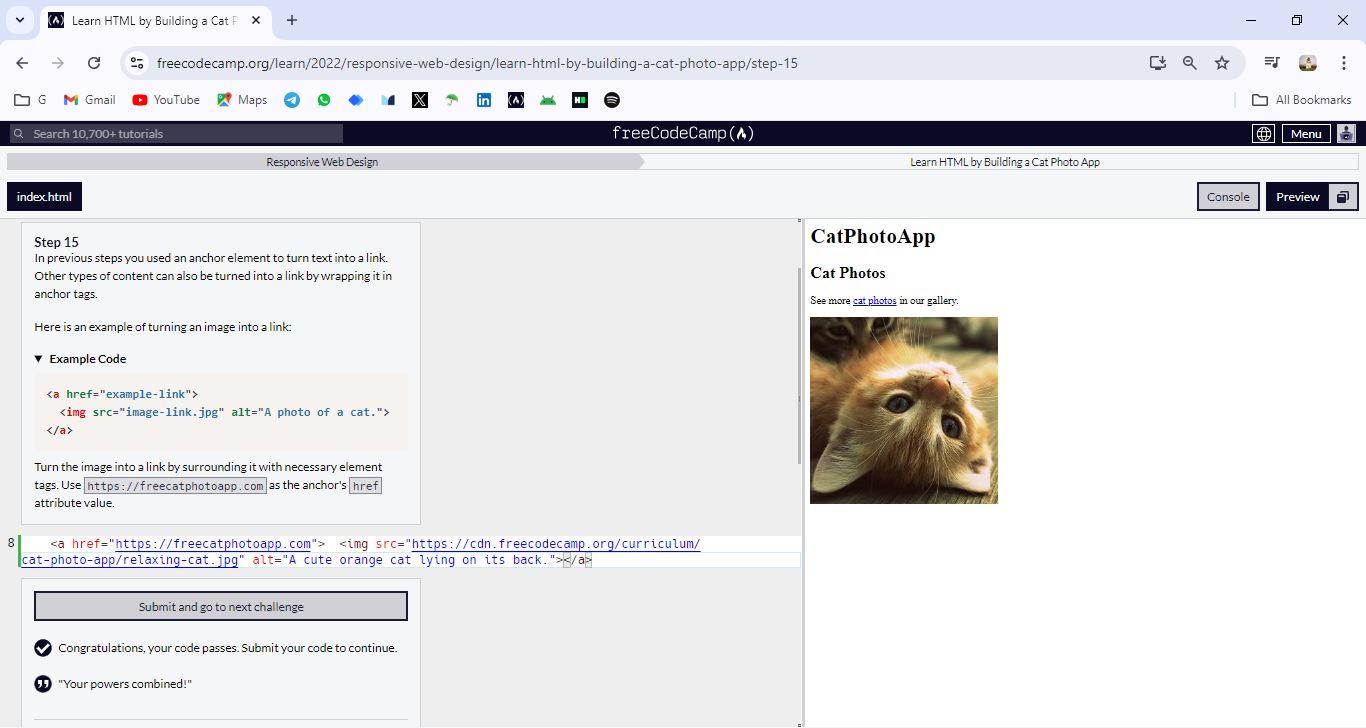 Learn HTML by Building a Cat P
freecodecamp.org/learn/2022/responsive-web-design/learn-html-by-building-a-cat-photo-app/step-15
G Gmail YouTube Maps All Bookmarks
Search 10,700+ tutorials freeCodeCamp(🔥) Menu
Responsive Web Design Learn HTML by Building a Cat Photo App
index.html Console Preview
Step 15
In previous steps you used an anchor element to turn text into a link.
Other types of content can also be turned into a link by wrapping it in
anchor tags.
Here is an example of turning an image into a link:
▼ Example Code
<a href="example-link">
<img src="image-link.jpg" alt="A photo of a cat.">
</a>
Turn the image into a link by surrounding it with necessary element
tags. Use https://freecatphotoapp.com as the anchor's href
attribute value.
8 <a href="https://freecatphotoapp.com">  <img src="https://cdn.freecodecamp.org/curriculum/
cat-photo-app/relaxing-cat.jpg" alt="A cute orange cat lying on its back."></a>
Submit and go to next challenge
Congratulations, your code passes. Submit your code to continue.
"Your powers combined!"
CatPhotoApp
Cat Photos
See more cat photos in our gallery.